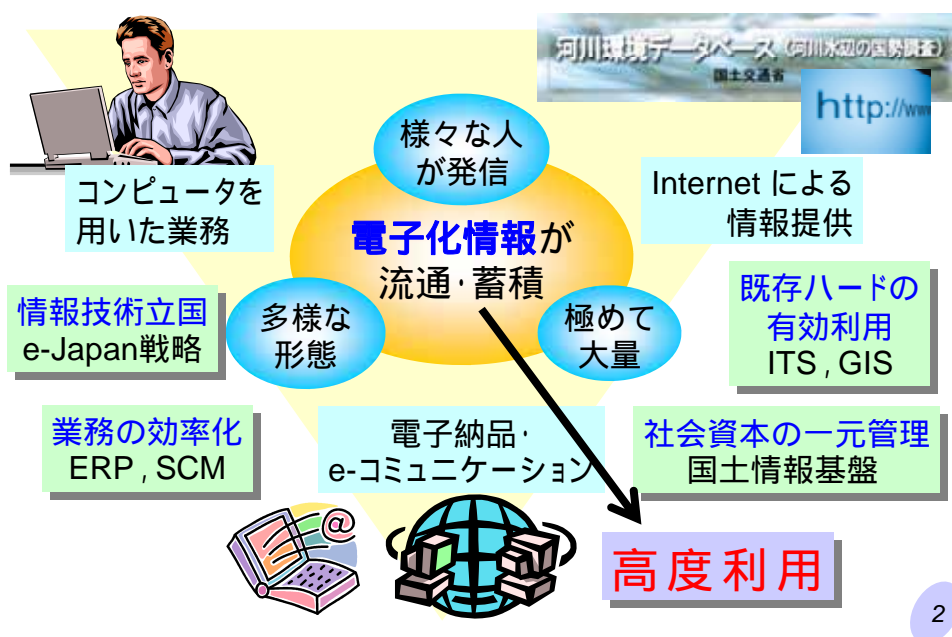 河川環境データベース（河川水辺の国勢調査）
国土交通省
http://www
様々な人
が発信
コンピュータを
用いた業務
Internet による
情報提供
電子化情報が
流通･蓄積
多様な
形態
極めて
大量
情報技術立国
e-Japan戦略
既存ハードの
有効利用
ITS , GIS
業務の効率化
ERP , SCM
電子納品･
e-コミュニケーション
社会資本の一元管理
国土情報基盤
@
高度利用
2